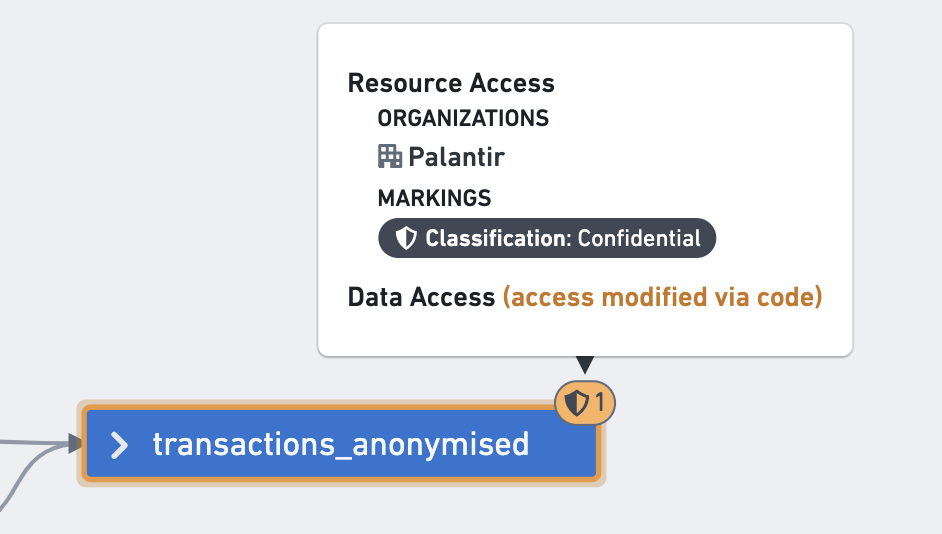 Resource Access
ORGANIZATIONS
Palantir
MARKINGS
Classification: Confidential
Data Access (access modified via code)
1
transactions_anonymised